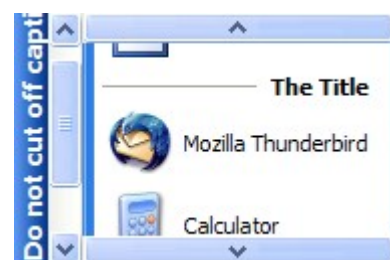 Do not cut off capti
The Title
Mozilla Thunderbird
Calculator